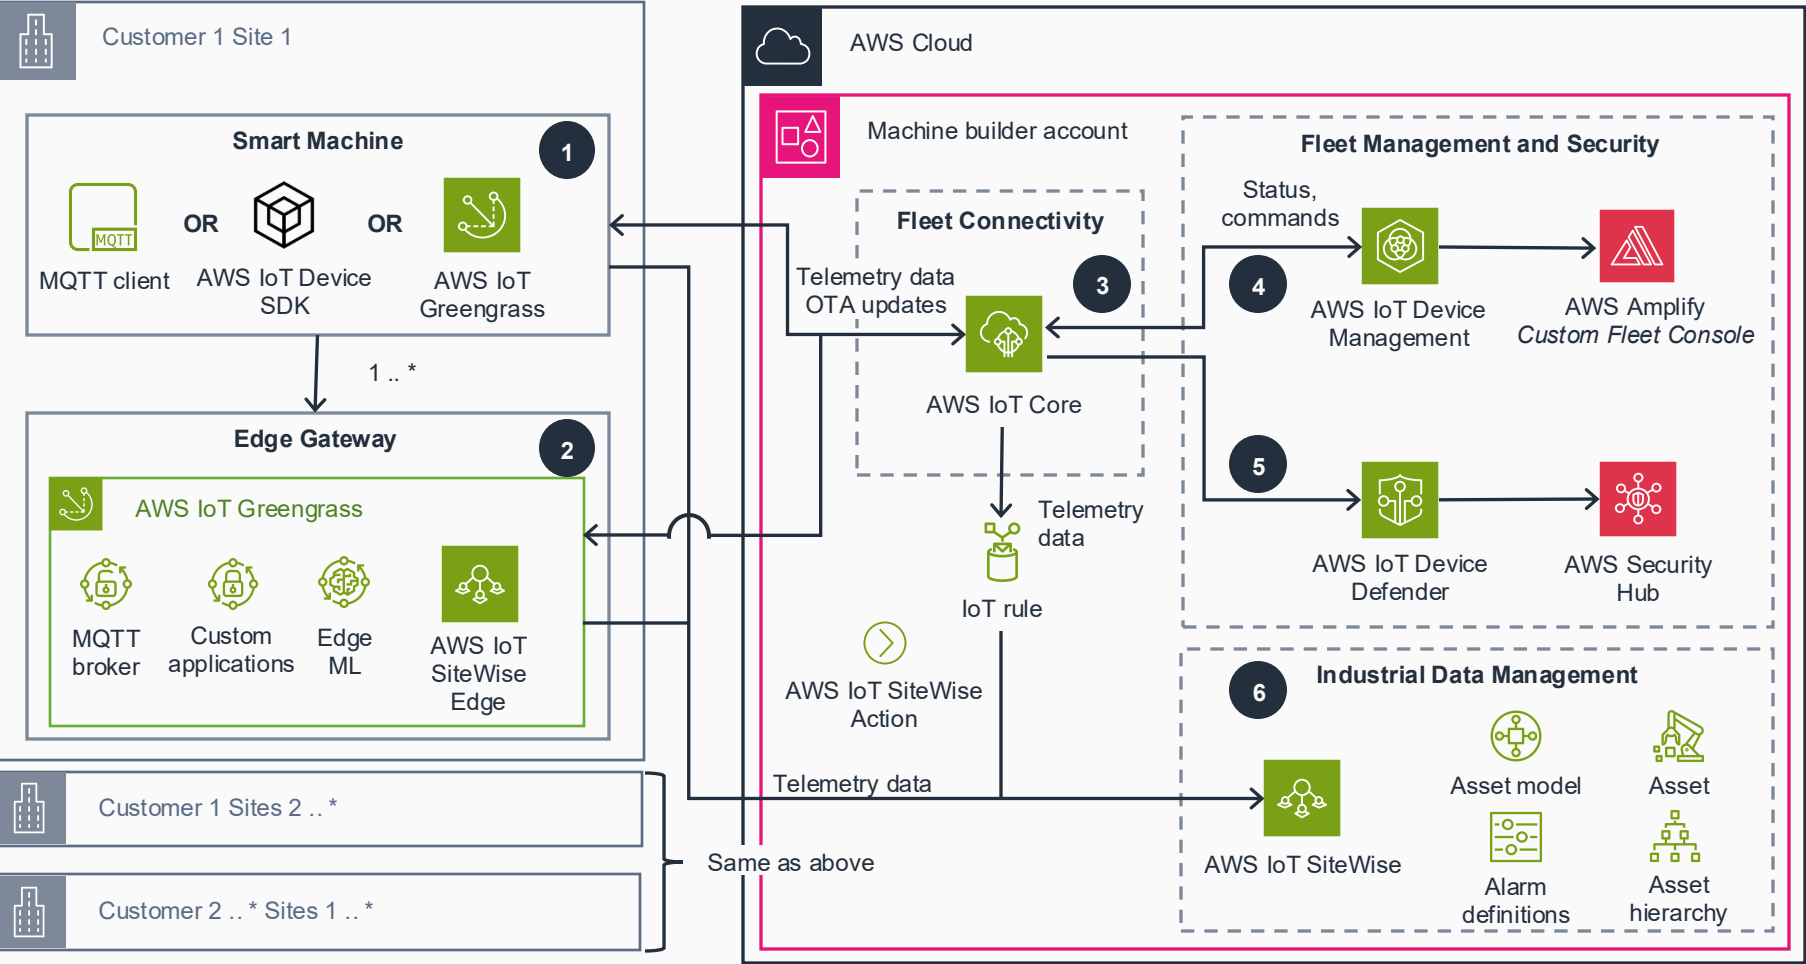 Customer 1 Site 1
Smart Machine
1
MQTT
MQTT client
OR
AWS IoT Device
SDK
OR
AWS IoT
Greengrass
1 .. *
Edge Gateway
2
AWS IoT Greengrass
MQTT
broker
Custom
applications
Edge
ML
AWS IoT
SiteWise
Edge
Customer 1 Sites 2 .. *
Customer 2 .. * Sites 1 .. *
Same as above
AWS Cloud
Machine builder account
Fleet Connectivity
3
Telemetry data
OTA updates
AWS IoT Core
Telemetry
data
IoT rule
AWS IoT SiteWise
Action
Telemetry data
Fleet Management and Security
Status,
commands
4
AWS IoT Device
Management
AWS Amplify
Custom Fleet Console
5
AWS IoT Device
Defender
AWS Security
Hub
6
Industrial Data Management
AWS IoT SiteWise
Asset model
Asset
Alarm
definitions
Asset
hierarchy